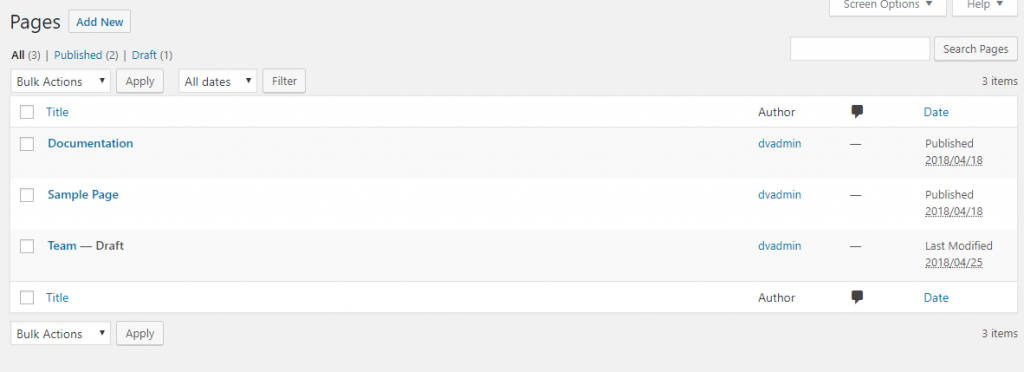 Screen Options ▼ Help ▼
Pages Add New
All (3) | Published (2) | Draft (1)
Search Pages
Bulk Actions ▼ Apply All dates ▼ Filter 3 items
Title Author Date
Documentation dvadmin — Published
2018/04/18
Sample Page dvadmin — Published
2018/04/18
Team — Draft dvadmin — Last Modified
2018/04/25
Title Author Date
Bulk Actions ▼ Apply 3 items